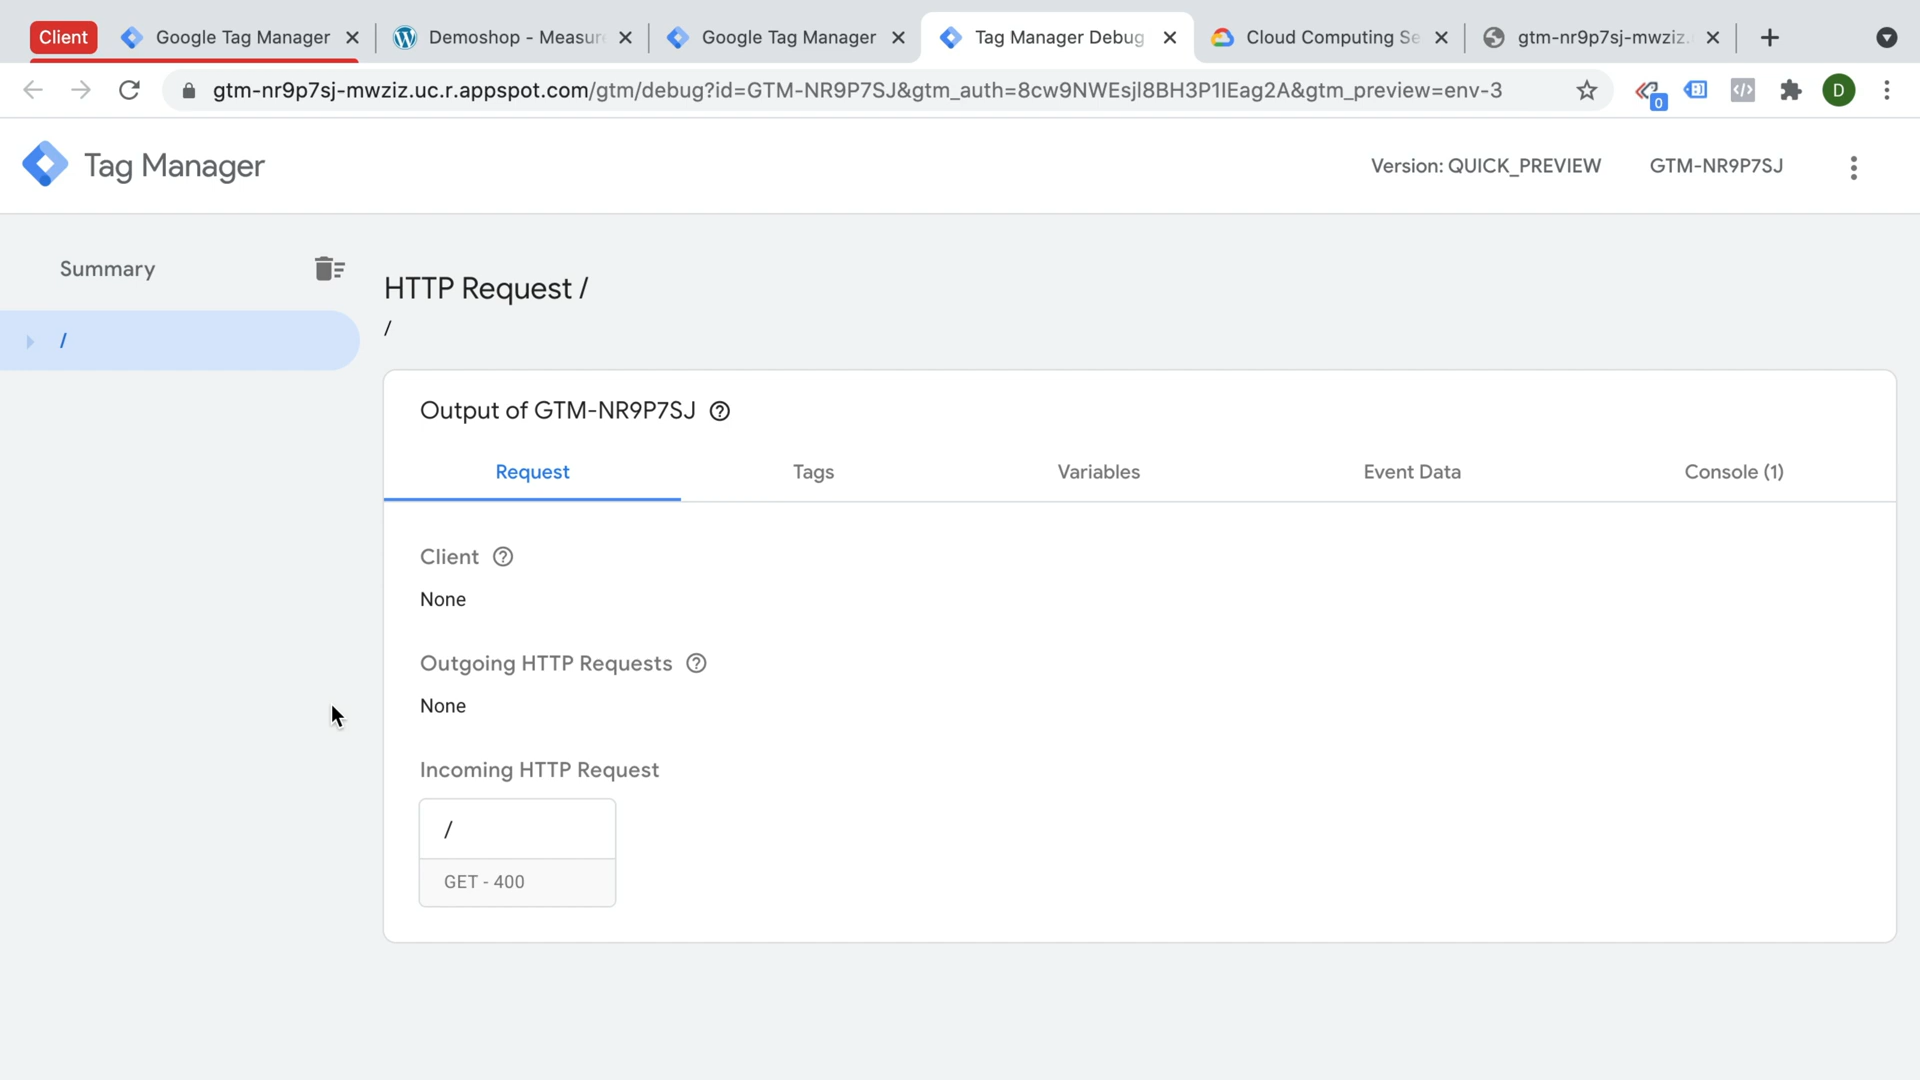 Client
Google Tag Manager
Demoshop - Measur
Google Tag Manager
Tag Manager Debug
Cloud Computing Se
gtm-nr9p7sj-mwziz.
gtm-nr9p7sj-mwziz.uc.r.appspot.com/gtm/debug?id=GTM-NR9P7SJ&gtm_auth=8cw9NWEsjl8BH3P1IEag2A&gtm_preview=env-3
0
D
Tag Manager
Version: QUICK_PREVIEW
GTM-NR9P7SJ
Summary
/
HTTP Request /
/
Output of GTM-NR9P7SJ
Request
Tags
Variables
Event Data
Console (1)
Client
None
Outgoing HTTP Requests
None
Incoming HTTP Request
/
GET - 400